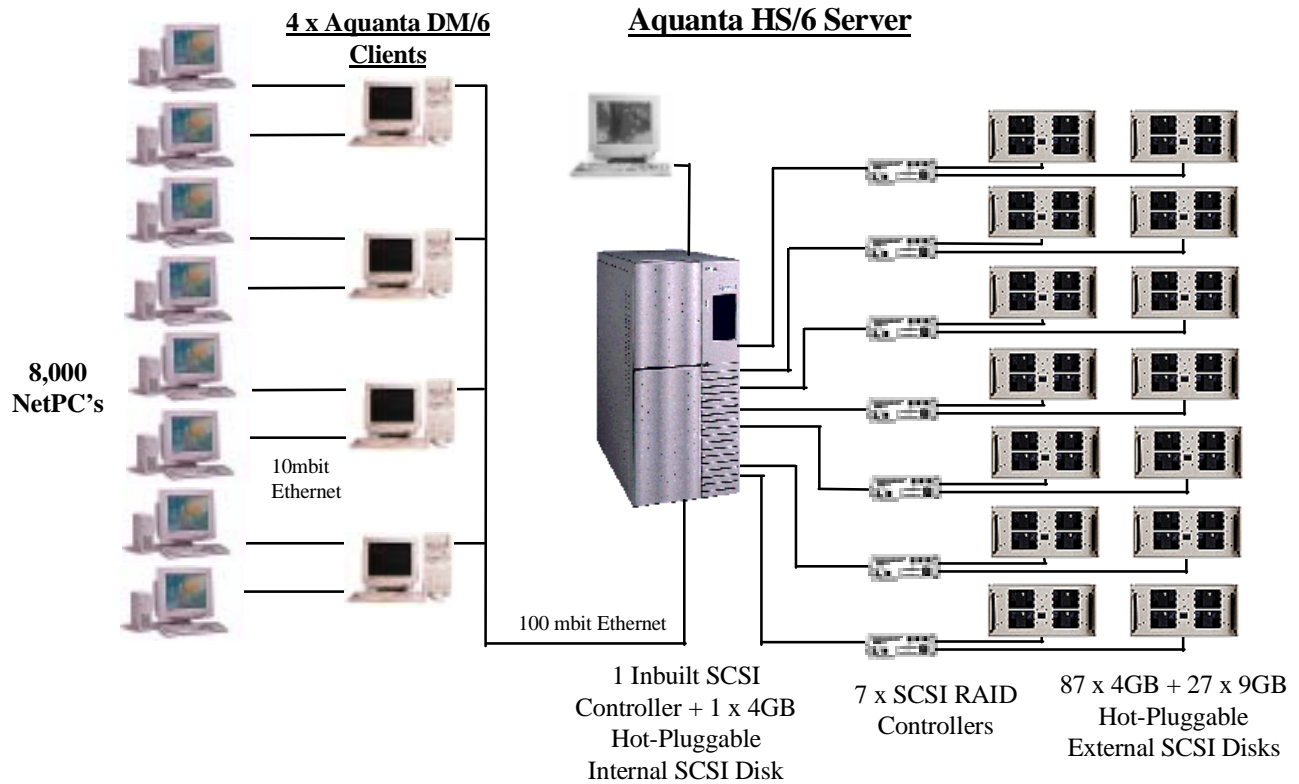 4 x Aquanta DM/6
Clients
Aquanta HS/6 Server
8,000
NetPC's
10mbit
Ethernet
100 mbit Ethernet
1 Inbuilt SCSI
Controller + 1 x 4GB
Hot-Pluggable
Internal SCSI Disk
7 x SCSI RAID
Controllers
87 x 4GB + 27 x 9GB
Hot-Pluggable
External SCSI Disks